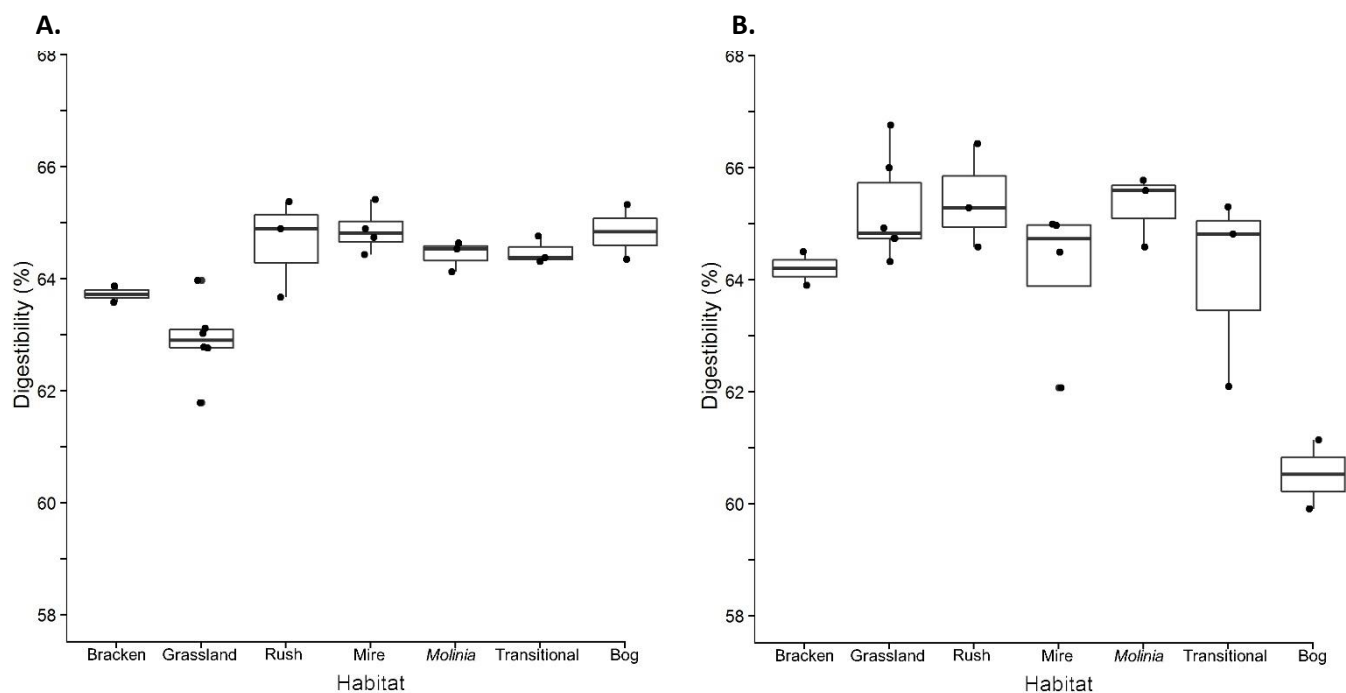 A.
68
66
64
62
60
58
Digestibility (%)
Bracken Grassland Rush Mire Molinia Transitional Bog
Habitat
B.
68
66
64
62
60
58
Digestibility (%)
Bracken Grassland Rush Mire Molinia Transitional Bog
Habitat